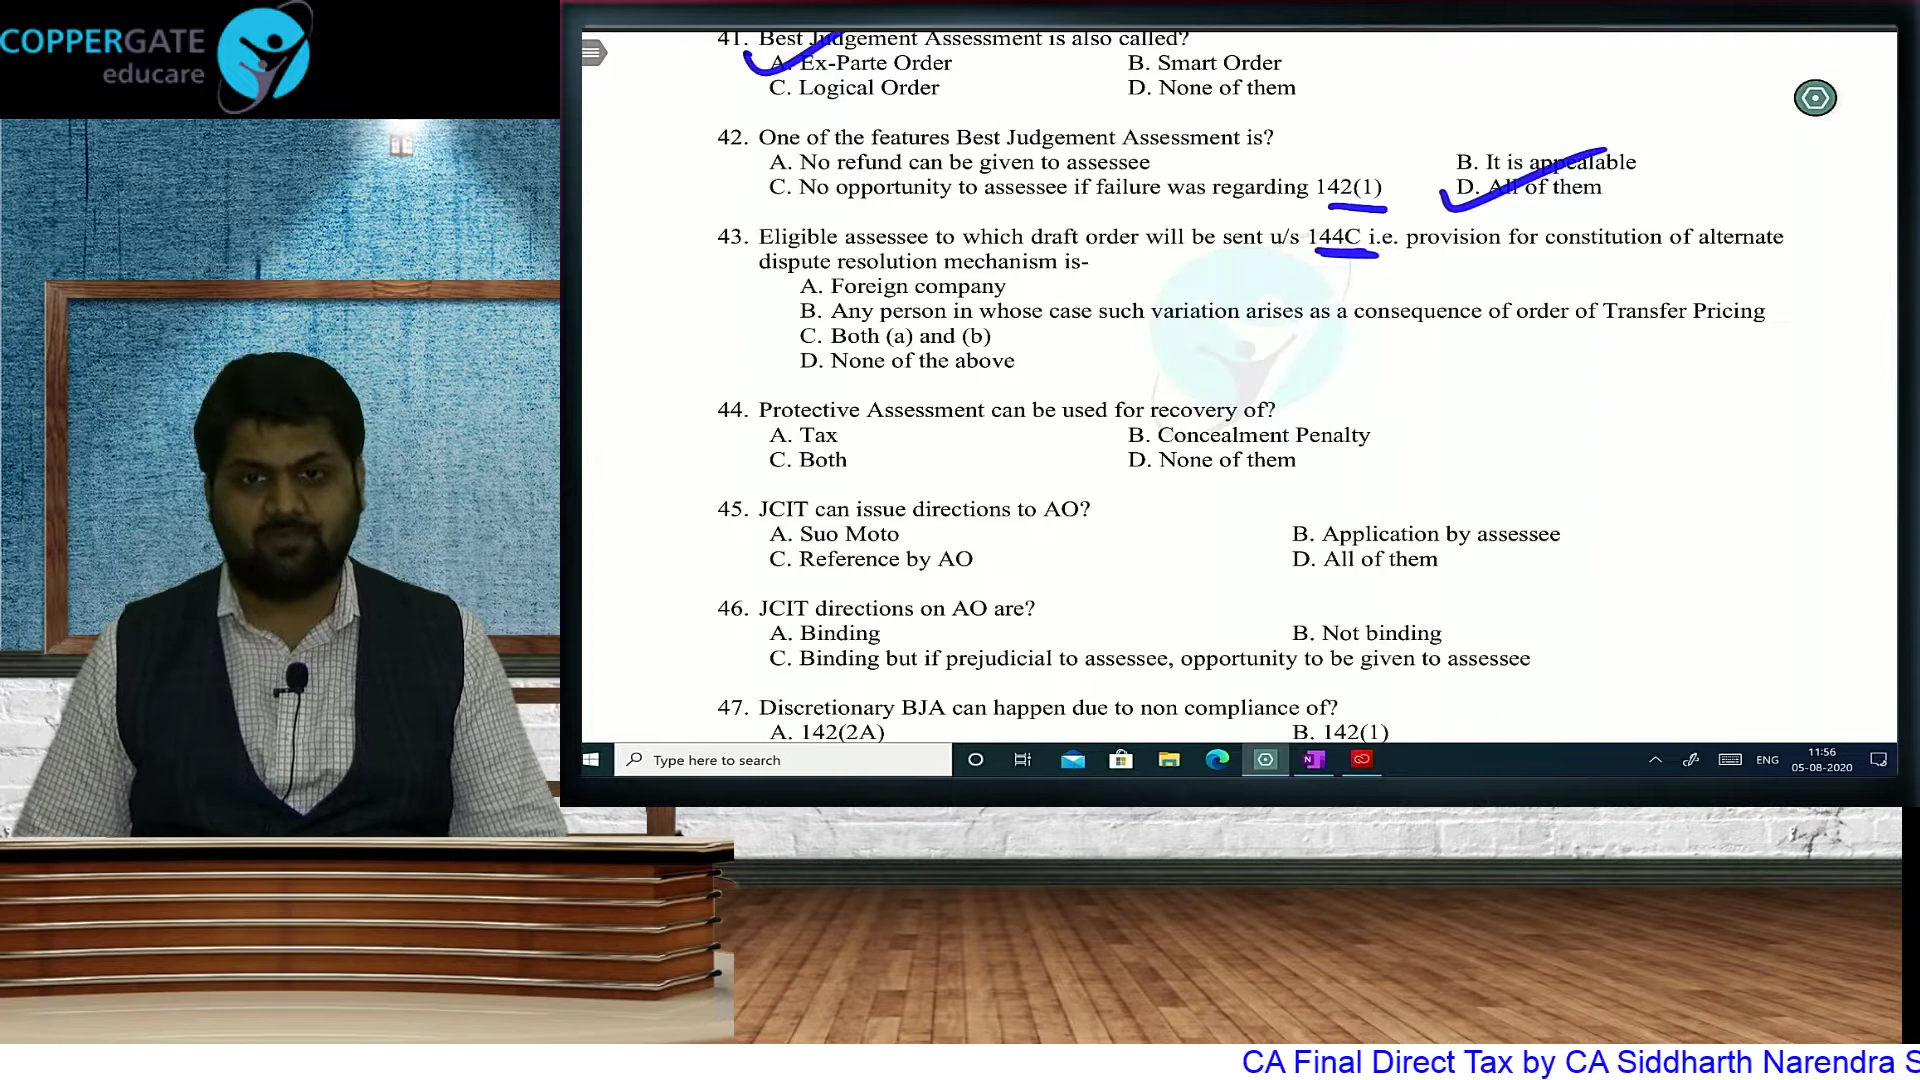 COPPERGATE
educare
41. Best Judgement Assessment is also called?
A. Ex-Parte Order
B. Smart Order
C. Logical Order
D. None of them
42. One of the features Best Judgement Assessment is?
A. No refund can be given to assessee
B. It is appealable
C. No opportunity to assessee if failure was regarding 142(1)
D. All of them
43. Eligible assessee to which draft order will be sent u/s 144C i.e. provision for constitution of alternate
dispute resolution mechanism is-
A. Foreign company
B. Any person in whose case such variation arises as a consequence of order of Transfer Pricing
C. Both (a) and (b)
D. None of the above
44. Protective Assessment can be used for recovery of?
A. Tax
B. Concealment Penalty
C. Both
D. None of them
45. JCIT can issue directions to AO?
A. Suo Moto
B. Application by assessee
C. Reference by AO
D. All of them
46. JCIT directions on AO are?
A. Binding
B. Not binding
C. Binding but if prejudicial to assessee, opportunity to be given to assessee
47. Discretionary BJA can happen due to non compliance of?
A. 142(2A)
B. 142(1)
Type here to search
ENG
11:56
05-08-2020
CA Final Direct Tax by CA Siddharth Narendra S